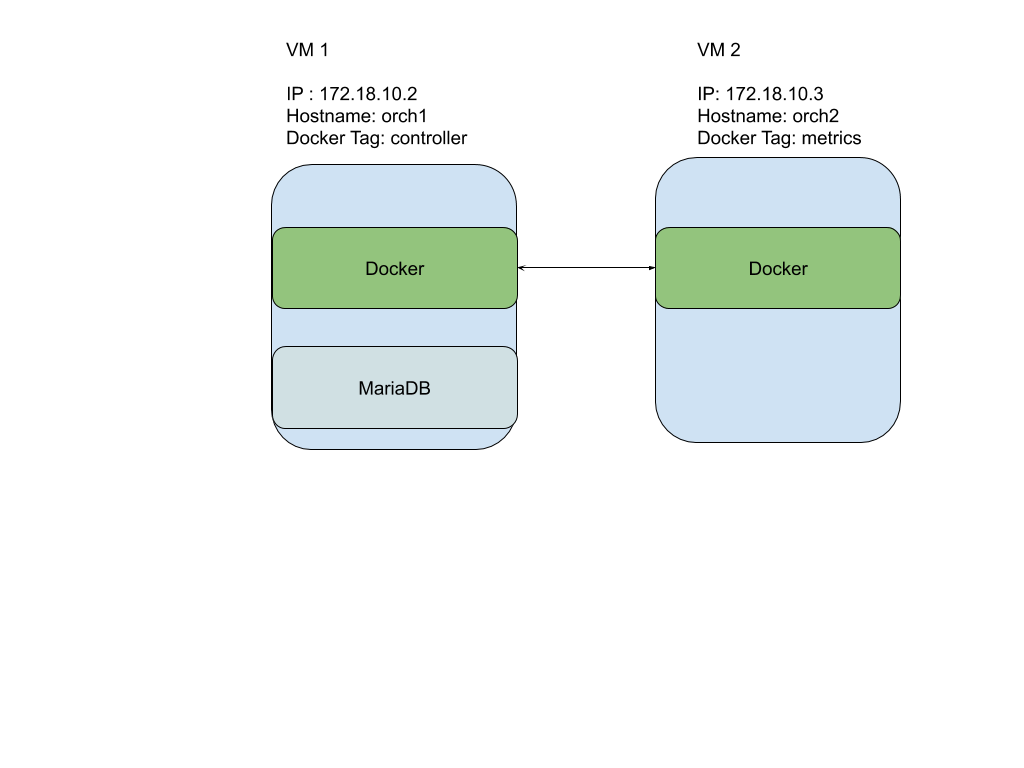 VM 1
IP : 172.18.10.2
Hostname: orch1
Docker Tag: controller
VM 2
IP: 172.18.10.3
Hostname: orch2
Docker Tag: metrics
Docker
Docker
MariaDB